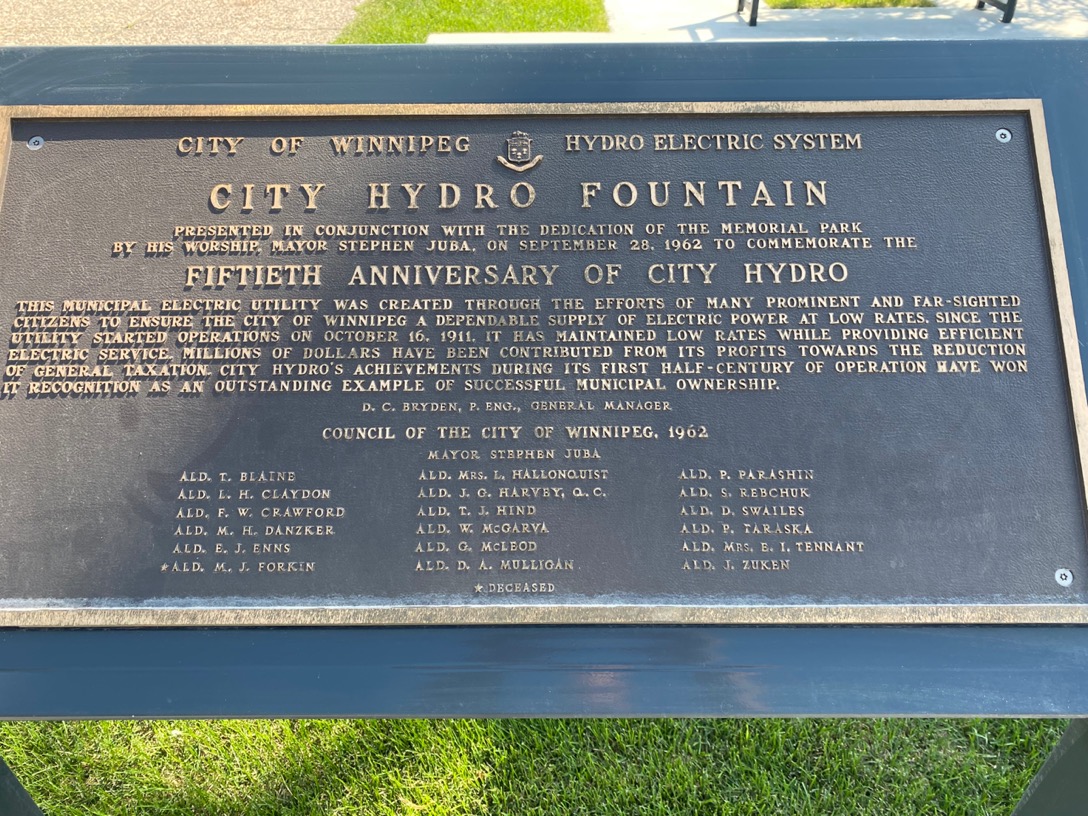 CITY OF WINNIPEG HYDRO ELECTRIC SYSTEM
CITY HYDRO FOUNTAIN
PRESENTED IN CONJUNCTION WITH THE DEDICATION OF THE MEMORIAL PARK
BY HIS WORSHIP, MAYOR STEPHEN JUBA, ON SEPTEMBER 28, 1962 TO COMMEMORATE THE
FIFTIETH ANNIVERSARY OF CITY HYDRO
THIS MUNICIPAL ELECTRIC UTILITY WAS CREATED THROUGH THE EFFORTS OF MANY PROMINENT AND FAR-SIGHTED
CITIZENS TO ENSURE THE CITY OF WINNIPEG A DEPENDABLE SUPPLY OF ELECTRIC POWER AT LOW RATES. SINCE THE
UTILITY STARTED OPERATIONS ON OCTOBER 16, 1911, IT HAS MAINTAINED LOW RATES WHILE PROVIDING EFFICIENT
ELECTRIC SERVICE. MILLIONS OF DOLLARS HAVE BEEN CONTRIBUTED FROM ITS PROFITS TOWARDS THE REDUCTION
OF GENERAL TAXATION. CITY HYDRO'S ACHIEVEMENTS DURING ITS FIRST HALF-CENTURY OF OPERATION HAVE WON
IT RECOGNITION AS AN OUTSTANDING EXAMPLE OF SUCCESSFUL MUNICIPAL OWNERSHIP.
D. C. BRYDEN, P. ENG., GENERAL MANAGER
COUNCIL OF THE CITY OF WINNIPEG, 1962
MAYOR STEPHEN JUBA
ALD. T. BLAINE
ALD. L. H. CLAYDON
ALD. F. W. CRAWFORD
ALD. M. H. DANZKER
ALD. E. J. ENNS
*ALD. M. J. FORKIN
ALD. MRS. L. HALLONQUIST
ALD. J. G. HARVEY, Q. C.
ALD. T. J. HIND
ALD. W. McGARVA
ALD. G. McLEOD
ALD. D. A. MULLIGAN
ALD. P. PARASHIN
ALD. S. REBCHUK
ALD. D. SWAILES
ALD. P. TARASKA
ALD. MRS. E. I. TENNANT
ALD. J. ZUKEN
*DECEASED